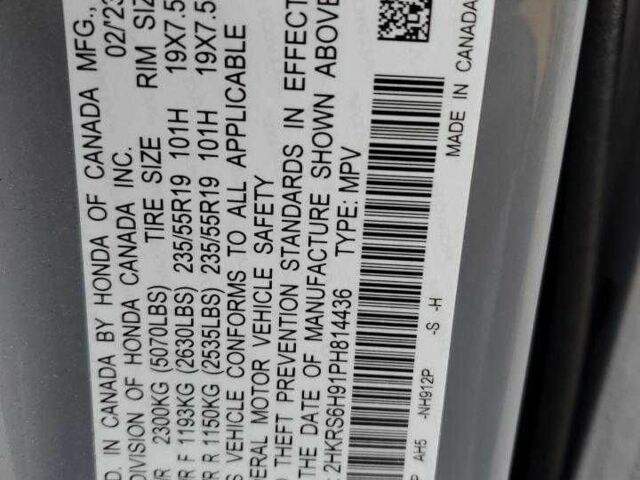 D. IN CANADA BY HONDA OF CANADA MFG.,
DIVISION OF HONDA CANADA INC. 02/'23
TIRE SIZE RIM SIZE
VR 2300KG (5070LBS)
R F 1193KG (2630LBS) 235/55R19 101H 19X7.5
R R 1150KG (2535LBS) 235/55R19 101H 19X7.5
VEHICLE CONFORMS TO ALL APPLICABLE
ERAL MOTOR VEHICLE SAFETY
THEFT PREVENTION STANDARDS IN EFFECT
THE DATE OF MANUFACTURE SHOWN ABOVE
2HKRS6H91PH814436 TYPE: MPV
P AH5 -NH912P -S -H
MADE IN CANADA